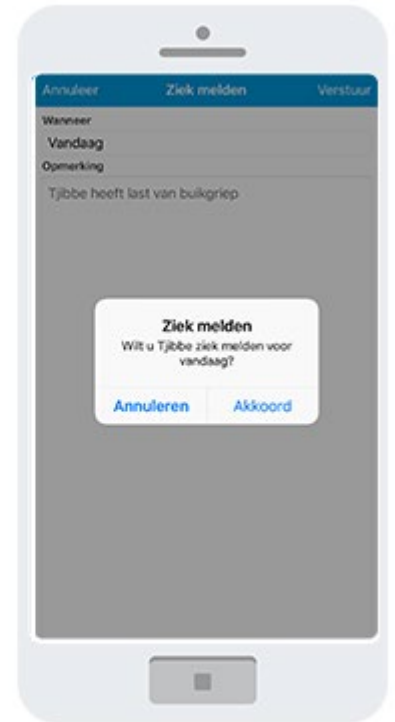 Annuleer Ziek melden Verstuur
Wanneer
Vandaag
Opmerking
Tjibbe heeft last van buikgriep
Ziek melden
Wilt u Tjibbe ziek melden voor
vandaag?
Annuleren Akkoord